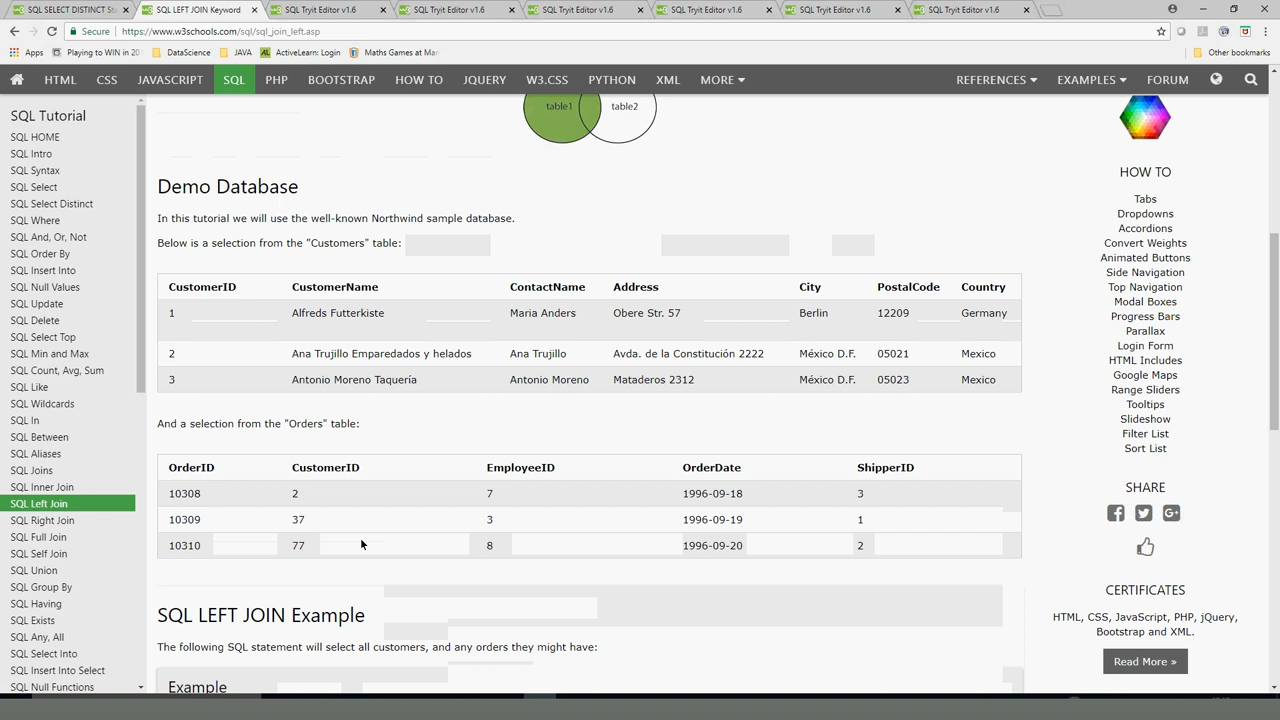 SQL SELECT DISTINCT St
SQL LEFT JOIN Keyword
SQL Tryit Editor v1.6
SQL Tryit Editor v1.6
SQL Tryit Editor v1.6
SQL Tryit Editor v1.6
SQL Tryit Editor v1.6
SQL Tryit Editor v1.6
Secure
https://www.w3schools.com/sql/sql_join_left.asp
Apps
Playing to WIN in 201
DataScience
JAVA
ActiveLearn: Login
Maths Games at Man
Other bookmarks
HTML CSS JAVASCRIPT SQL PHP BOOTSTRAP HOW TO JQUERY W3.CSS PYTHON XML MORE REFERENCES EXAMPLES FORUM
SQL Tutorial
SQL HOME
SQL Intro
SQL Syntax
SQL Select
SQL Select Distinct
SQL Where
SQL And, Or, Not
SQL Order By
SQL Insert Into
SQL Null Values
SQL Update
SQL Delete
SQL Select Top
SQL Min and Max
SQL Count, Avg, Sum
SQL Like
SQL Wildcards
SQL In
SQL Between
SQL Aliases
SQL Joins
SQL Inner Join
SQL Left Join
SQL Right Join
SQL Full Join
SQL Self Join
SQL Union
SQL Group By
SQL Having
SQL Exists
SQL Any, All
SQL Select Into
SQL Insert Into Select
SQL Null Functions
table1 table2
Demo Database
In this tutorial we will use the well-known Northwind sample database.
Below is a selection from the "Customers" table:
CustomerID CustomerName ContactName Address City PostalCode Country
1 Alfreds Futterkiste Maria Anders Obere Str. 57 Berlin 12209 Germany
2 Ana Trujillo Emparedados y helados Ana Trujillo Avda. de la Constitución 2222 México D.F. 05021 Mexico
3 Antonio Moreno Taquería Antonio Moreno Mataderos 2312 México D.F. 05023 Mexico
And a selection from the "Orders" table:
OrderID CustomerID EmployeeID OrderDate ShipperID
10308 2 7 1996-09-18 3
10309 37 3 1996-09-19 1
10310 77 8 1996-09-20 2
SQL LEFT JOIN Example
The following SQL statement will select all customers, and any orders they might have:
Example
HOW TO
Tabs
Dropdowns
Accordions
Convert Weights
Animated Buttons
Side Navigation
Top Navigation
Modal Boxes
Progress Bars
Parallax
Login Form
HTML Includes
Google Maps
Range Sliders
Tooltips
Slideshow
Filter List
Sort List
SHARE
CERTIFICATES
HTML, CSS, JavaScript, PHP, jQuery,
Bootstrap and XML.
Read More »